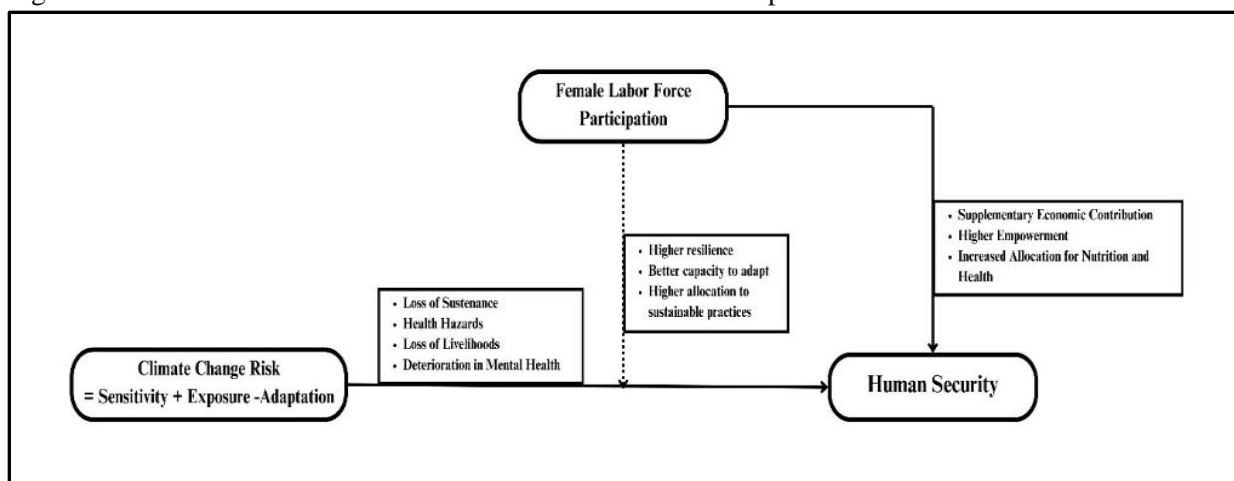 Female Labor Force
Participation
• Supplementary Economic Contribution
• Higher Empowerment
• Increased Allocation for Nutrition and
Health
• Higher resilience
• Better capacity to adapt
• Higher allocation to
sustainable practices
• Loss of Sustenance
• Health Hazards
• Loss of Livelihoods
• Deterioration in Mental Health
Climate Change Risk
= Sensitivity + Exposure -Adaptation
Human Security